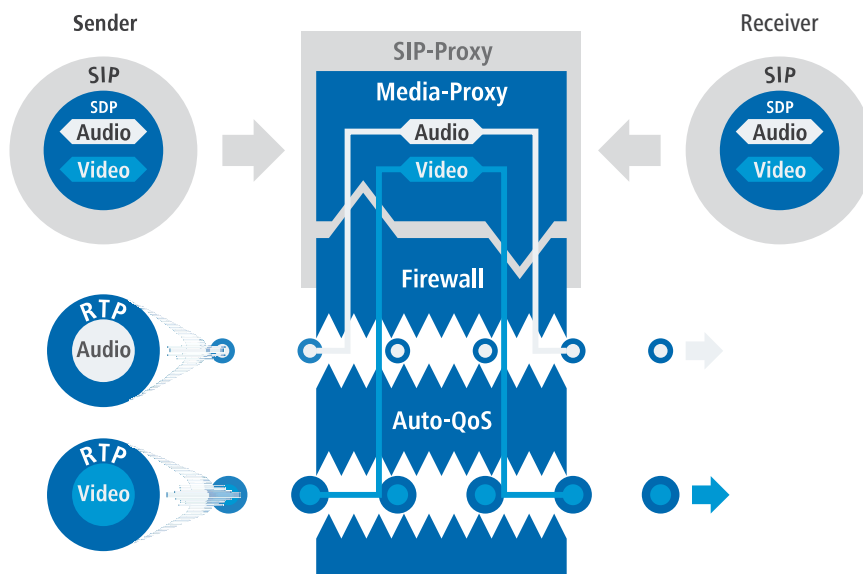 Sender
SIP-Proxy
Receiver
SIP
SDP
Audio
Video
Media-Proxy
Audio
Video
SIP
SDP
Audio
Video
Firewall
RTP
Audio
Auto-QoS
RTP
Video